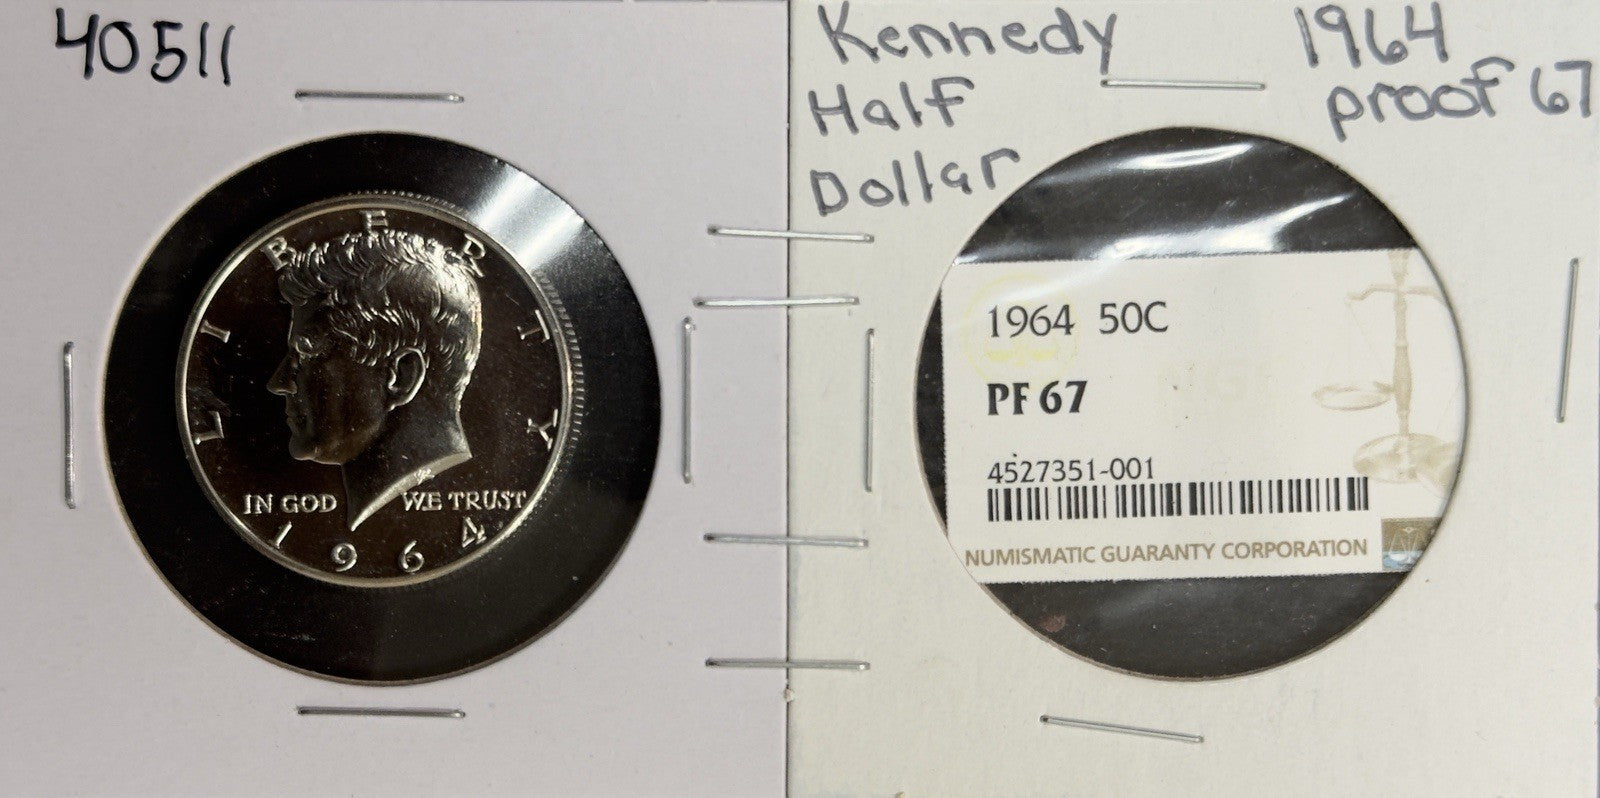 40511
LIBERTY
IN GOD WE TRUST
1964
Kennedy
Half
Dollar
1964
proof 67
1964 50C
PF 67
4527351-001
NUMISMATIC GUARANTY CORPORATION